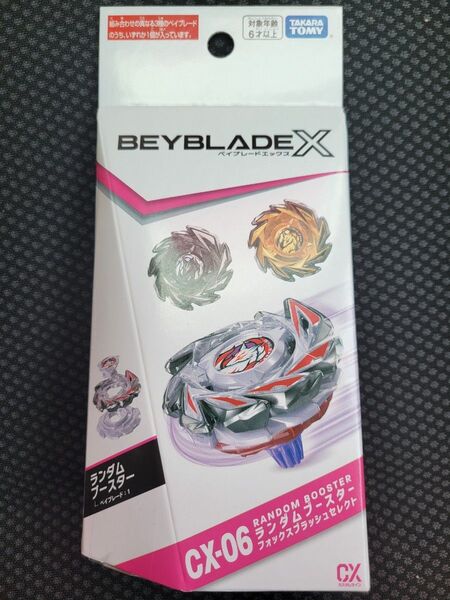 組み合わせの異なる3種のベイブレード
のうち、いずれか1個が入っています。
対象年齢
6才以上
TAKARA
TOMY
BEYBLADE X
ベイブレードエックス
ランダム
ブースター
ベイブレード:1
CX-06
RANDOM BOOSTER
ランダムブースター
フォックスブラッシュセレクト
CX